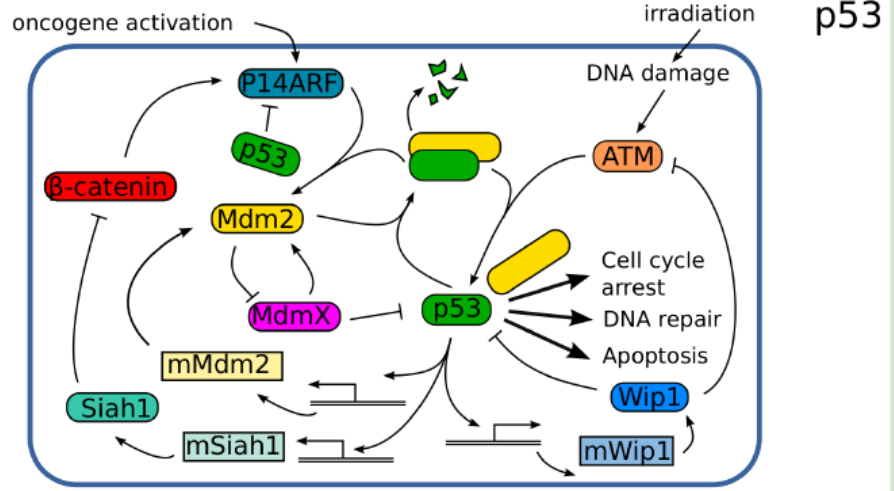 oncogene activation
irradiation
p53
DNA damage
P14ARF
p53
ATM
β-catenin
Mdm2
Cell cycle
arrest
MdmX
p53
DNA repair
Apoptosis
mMdm2
Siah1
Wip1
mSiah1
mWip1